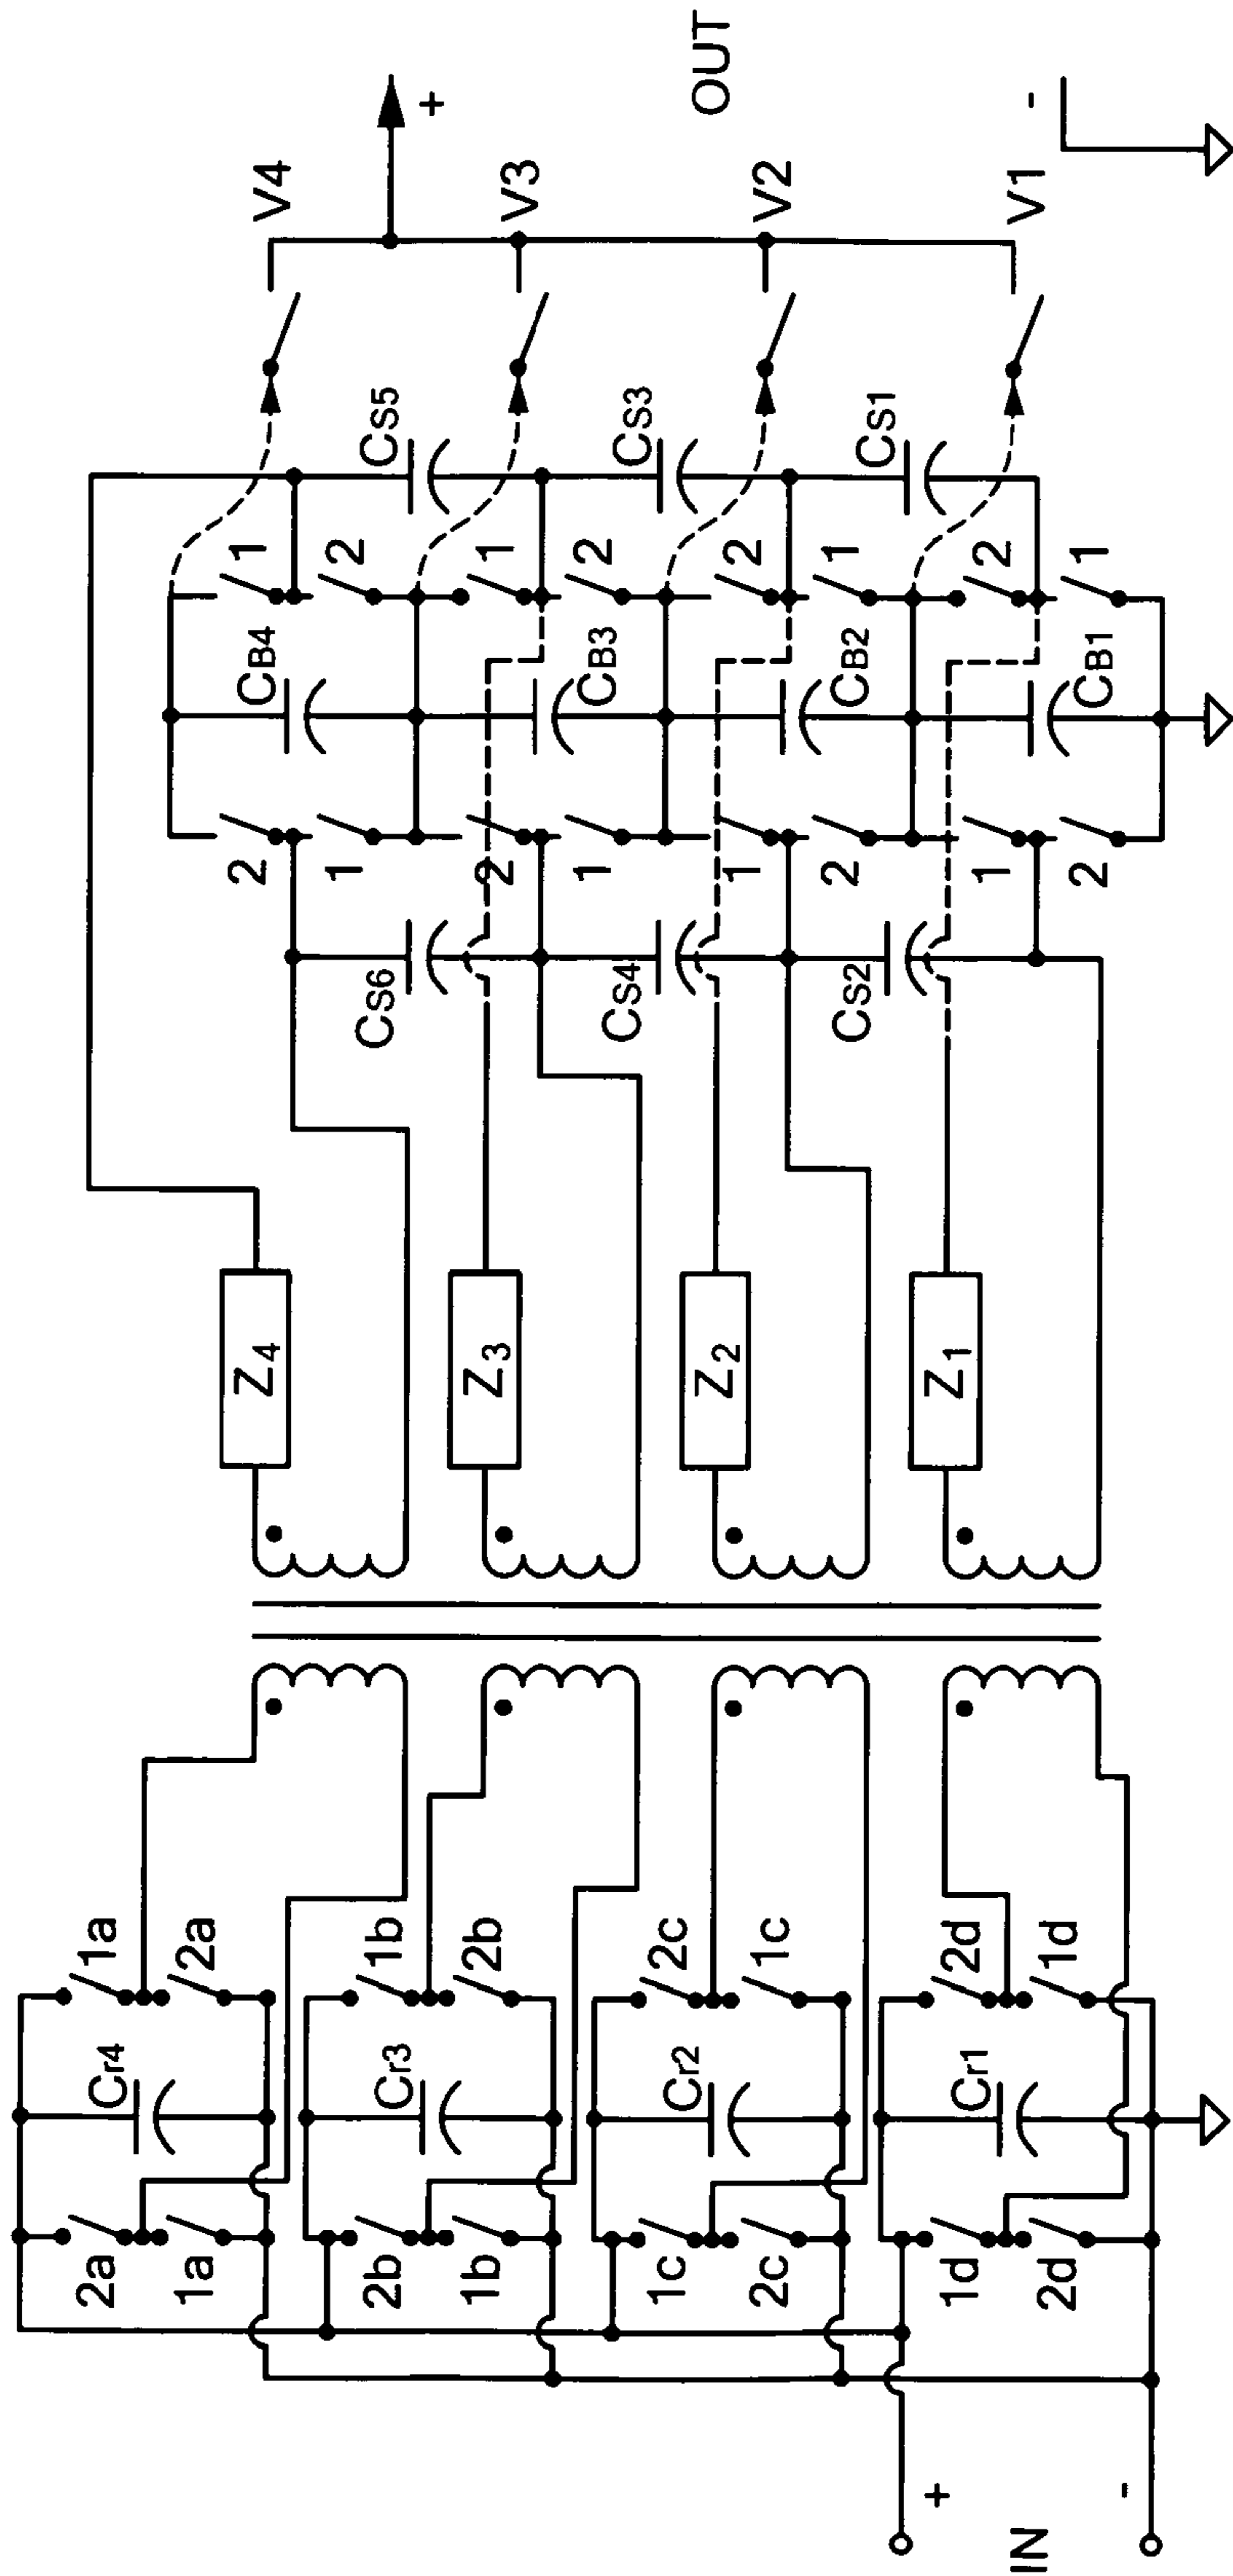 2a Cr4 1a
1a 2a
Z4 2 CB4 1 V4
1 2
CS6 CS5
2b Cr3 1b
+
1b 2b
Z3 2 1 V3
1 CB3 2
CS4 CS3
1c Cr2 2c
OUT
Z2 1 2 V2
2c 1c
2 CB2 1
CS2 CS1
+
1d Cr1 2d
Z1 1 2 V1
IN
-
2d 1d
2 CB1 1
-